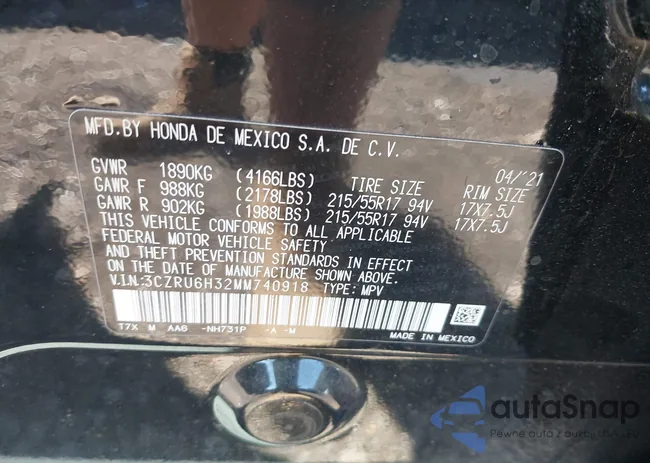 MFD.BY HONDA DE MEXICO S.A. DE C.V.
04/'21
GVWR 1890KG (4166LBS) TIRE SIZE RIM SIZE
GAWR F 988KG (2178LBS) 215/55R17 94V 17X7.5J
GAWR R 902KG (1988LBS) 215/55R17 94V 17X7.5J
THIS VEHICLE CONFORMS TO ALL APPLICABLE
FEDERAL MOTOR VEHICLE SAFETY
AND THEFT PREVENTION STANDARDS IN EFFECT
ON THE DATE OF MANUFACTURE SHOWN ABOVE.
V.I.N:3CZRU6H32MM740918 TYPE: MPV
T7X M AA6 -NH731P -A -M
MADE IN MEXICO
autaSnap
Pewne auta z